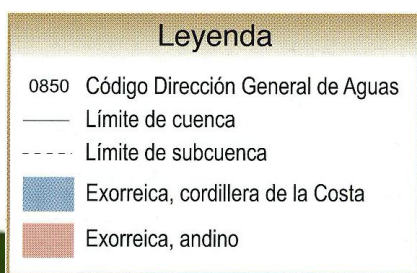 Leyenda
0850 Código Dirección General de Aguas
Límite de cuenca
Límite de subcuenca
Exorreica, cordillera de la Costa
Exorreica, andino